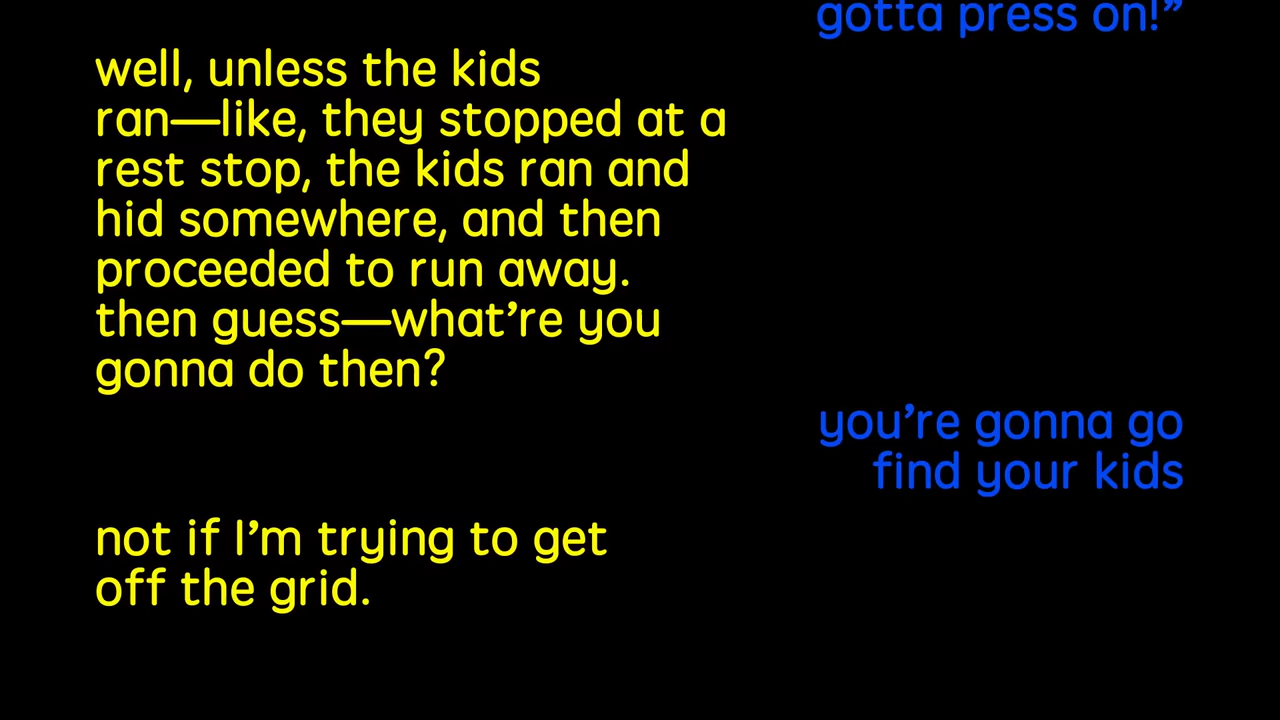 gotta press on!”
well, unless the kids
ran—like, they stopped at a
rest stop, the kids ran and
hid somewhere, and then
proceeded to run away.
then guess—what’re you
gonna do then?
you’re gonna go
find your kids
not if I’m trying to get
off the grid.